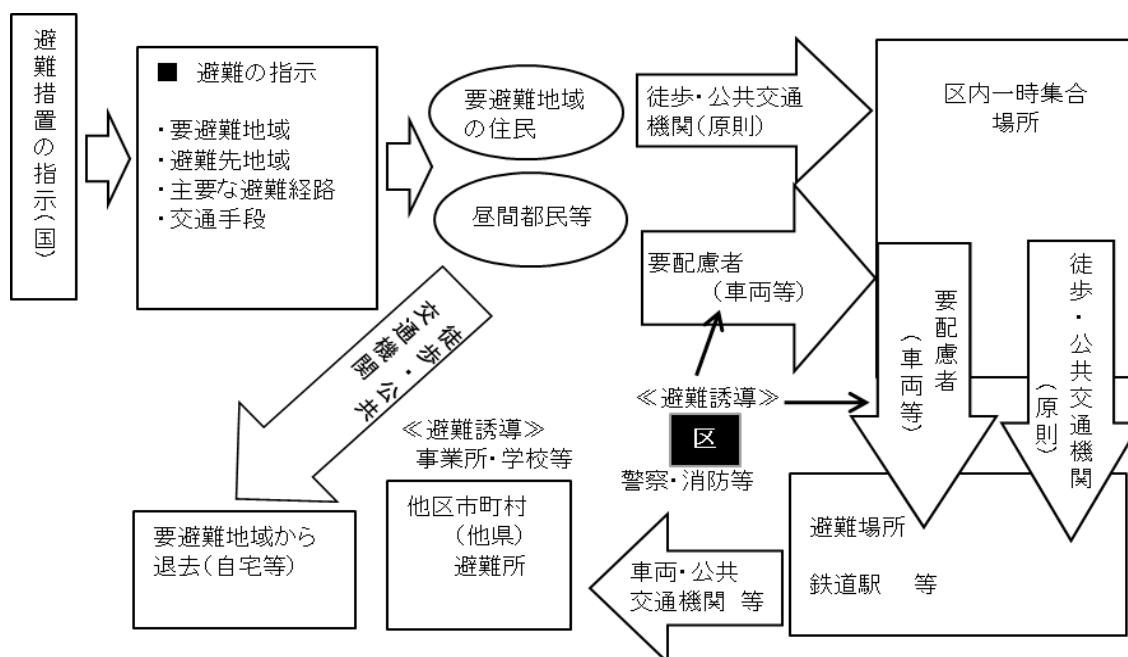 避難措置の指示(国)
■ 避難の指示
・要避難地域
・避難先地域
・主要な避難経路
・交通手段
要避難地域
の住民
昼間都民等
徒歩・公共交通
機関(原則)
要配慮者
(車両等)
区内一時集合
場所
要配慮者
(車両等)
徒歩・公共交通機関
(原則)
徒歩・公共
交通機関
≪避難誘導≫
区
警察・消防等
≪避難誘導≫
事業所・学校等
要避難地域から
退去(自宅等)
他区市町村
(他県)
避難所
車両・公共
交通機関 等
避難場所
鉄道駅 等